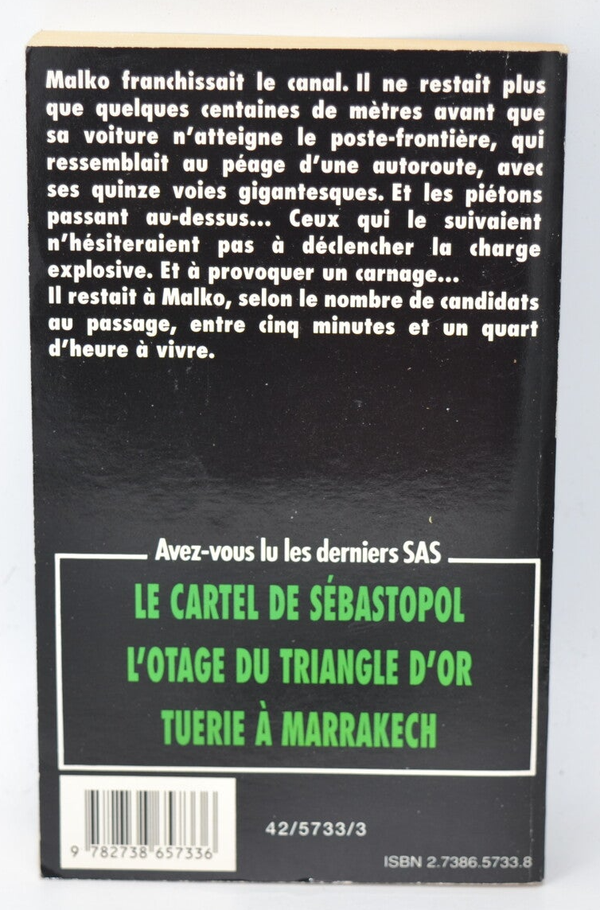 Malko franchissait le canal. Il ne restait plus
que quelques centaines de mètres avant que
sa voiture n'atteigne le poste-frontière, qui
ressemblait au péage d'une autoroute, avec
ses quinze voies gigantesques. Et les piétons
passant au-dessus... Ceux qui le suivaient
n'hésiteraient pas à déclencher la charge
explosive. Et à provoquer un carnage...
Il restait à Malko, selon le nombre de candidats
au passage, entre cinq minutes et un quart
d'heure à vivre.
Avez-vous lu les derniers SAS
LE CARTEL DE SÉBASTOPOL
L'OTAGE DU TRIANGLE D'OR
TUERIE À MARRAKECH
42/5733/3
9 782738 657336
ISBN 2.7386.5733.8